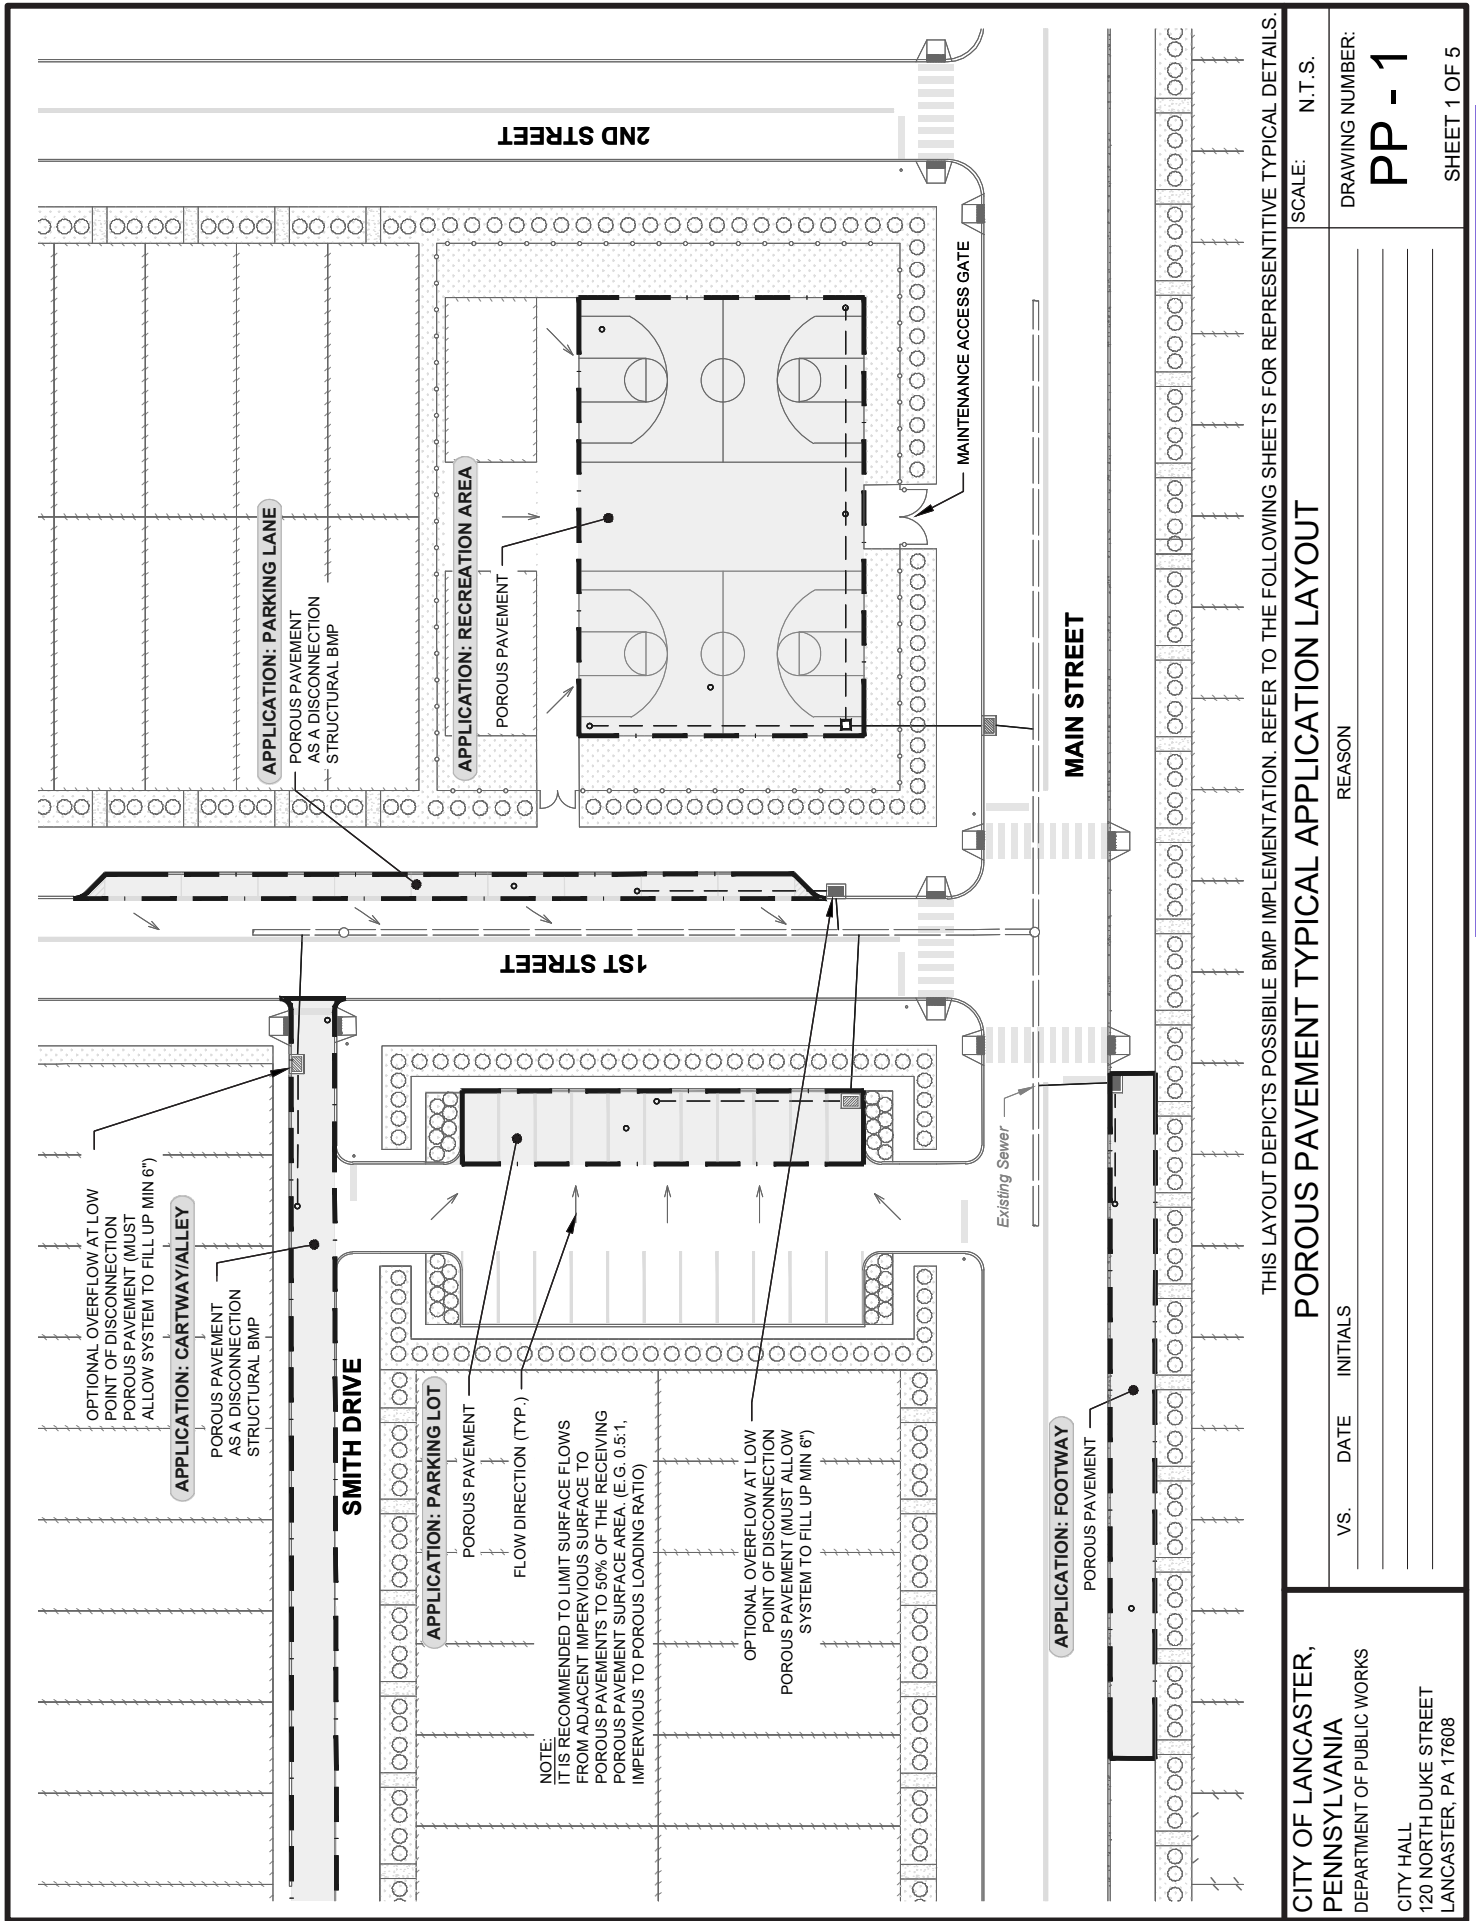 2ND STREET
APPLICATION: PARKING LANE
POROUS PAVEMENT
AS A DISCONNECTION
STRUCTURAL BMP
APPLICATION: RECREATION AREA
POROUS PAVEMENT
MAINTENANCE ACCESS GATE
1ST STREET
MAIN STREET
OPTIONAL OVERFLOW AT LOW
POINT OF DISCONNECTION
POROUS PAVEMENT (MUST
ALLOW SYSTEM TO FILL UP MIN 6")
APPLICATION: CARTWAY/ALLEY
POROUS PAVEMENT
AS A DISCONNECTION
STRUCTURAL BMP
SMITH DRIVE
APPLICATION: PARKING LOT
POROUS PAVEMENT
FLOW DIRECTION (TYP.)
NOTE:
IT IS RECOMMENDED TO LIMIT SURFACE FLOWS
FROM ADJACENT IMPERVIOUS SURFACE TO
POROUS PAVEMENTS TO 50% OF THE RECEIVING
POROUS PAVEMENT SURFACE AREA. (E.G. 0.5:1,
IMPERVIOUS TO POROUS LOADING RATIO)
OPTIONAL OVERFLOW AT LOW
POINT OF DISCONNECTION
POROUS PAVEMENT (MUST ALLOW
SYSTEM TO FILL UP MIN 6")
Existing Sewer
APPLICATION: FOOTWAY
POROUS PAVEMENT
THIS LAYOUT DEPICTS POSSIBILE BMP IMPLEMENTATION. REFER TO THE FOLLOWING SHEETS FOR REPRESENTITIVE TYPICAL DETAILS.
CITY OF LANCASTER,
PENNSYLVANIA
DEPARTMENT OF PUBLIC WORKS
CITY HALL
120 NORTH DUKE STREET
LANCASTER, PA 17608
POROUS PAVEMENT TYPICAL APPLICATION LAYOUT
VS. DATE INITIALS REASON
SCALE: N.T.S.
DRAWING NUMBER:
PP - 1
SHEET 1 OF 5